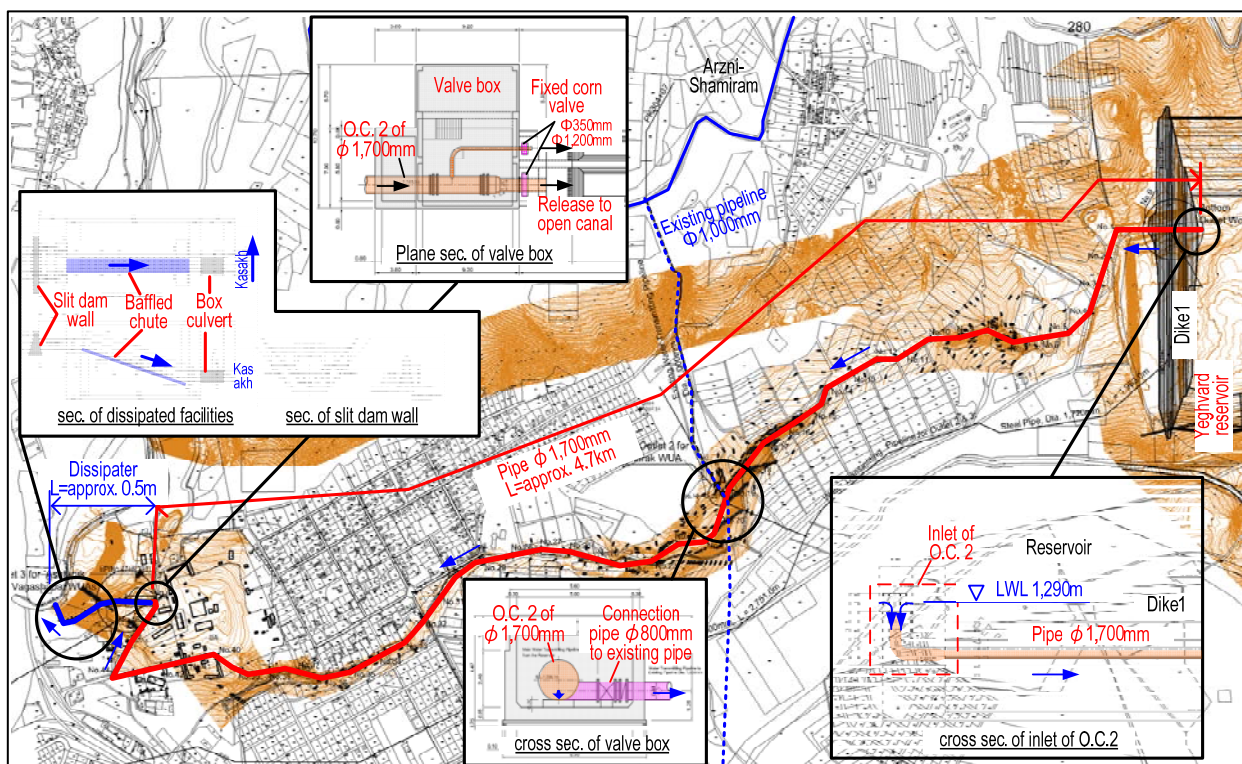 280
Arzni-
Shamiram
Valve box
Fixed corn
valve
Φ350mm
Φ1,200mm
O.C. 2 of
φ 1,700mm
Release to
open canal
Plane sec. of valve box
Existing pipeline
Φ1,000mm
Kasakh
Slit dam
wall
Baffled
chute
Box
culvert
Kas
akh
sec. of dissipated facilities
sec. of slit dam wall
Dike1
Yeghvard
reservoir
Pipe φ 1,700mm
L=approx. 4.7km
Dissipater
L=approx. 0.5m
O.C. 2 of
φ 1,700mm
Connection
pipe φ800mm
to existing pipe
cross sec. of valve box
Inlet of
O.C. 2
Reservoir
LWL 1,290m
Dike1
Pipe φ 1,700mm
cross sec. of inlet of O.C.2